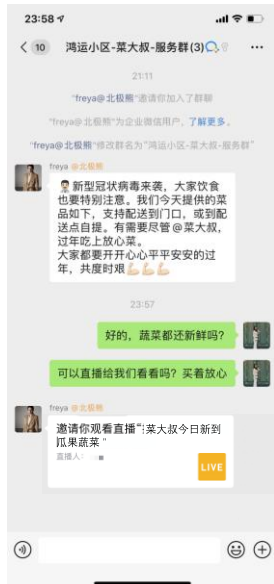 23:58
10
鸿运小区-菜大叔-服务群(3)
21:11
"freya@北极熊"邀请你加入了群聊
"freya@北极熊"为企业微信用户，了解更多。
"freya@北极熊"修改群名为"鸿运小区-菜大叔-服务群"
freya @北极熊
新型冠状病毒来袭，大家饮食
也要特别注意。我们今天提供的菜
品如下，支持配送到门口，或到配
送点自提。有需要尽管@菜大叔，
过年吃上放心菜。
大家都要开开心心平平安安的过
年，共度时艰
23:57
好的，蔬菜都还新鲜吗？
可以直播给我们看看吗？买着放心
freya @北极熊
邀请你观看直播"菜大叔今日新到
瓜果蔬菜"
直播人：
LIVE